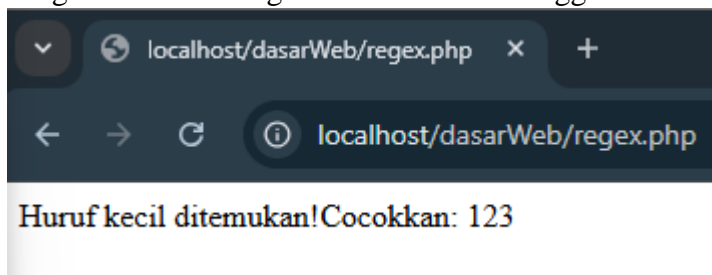 localhost/dasarWeb/regex.php
localhost/dasarWeb/regex.php
Huruf kecil ditemukan!Cocokkan: 123